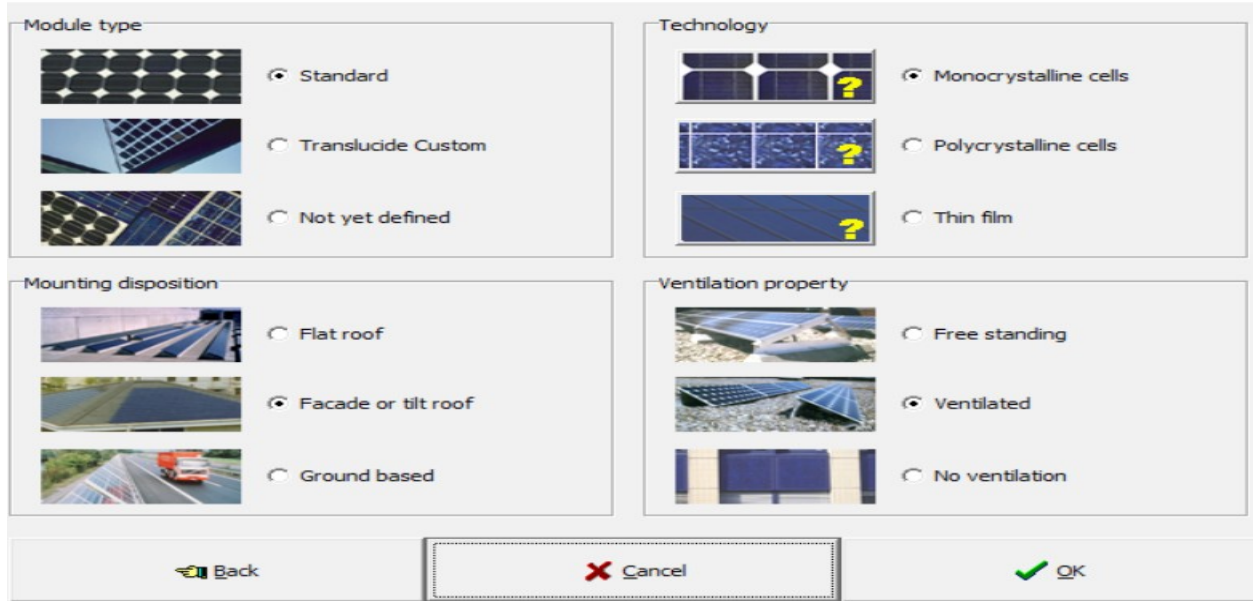 Module type
Standard
Translucide Custom
Not yet defined
Technology
?
Monocrystalline cells
?
Polycrystalline cells
?
Thin film
Mounting disposition
Flat roof
Facade or tilt roof
Ground based
Ventilation property
Free standing
Ventilated
No ventilation
Back
Cancel
OK